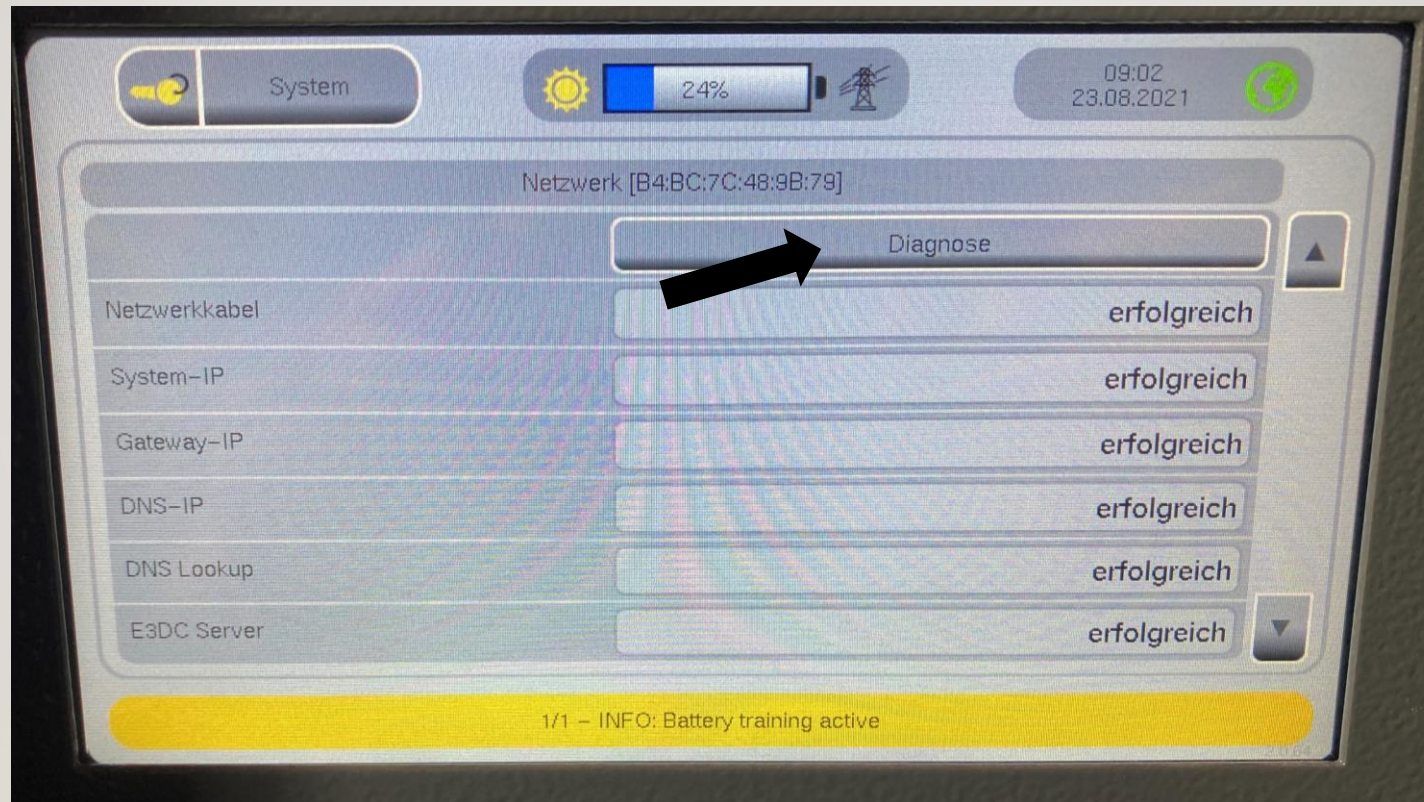 System
24%
09:02
23.08.2021
Netzwerk [B4:BC:7C:48:9B:79]
Diagnose
Netzwerkkabel erfolgreich
System-IP erfolgreich
Gateway-IP erfolgreich
DNS-IP erfolgreich
DNS Lookup erfolgreich
E3DC Server erfolgreich
1/1 - INFO: Battery training active